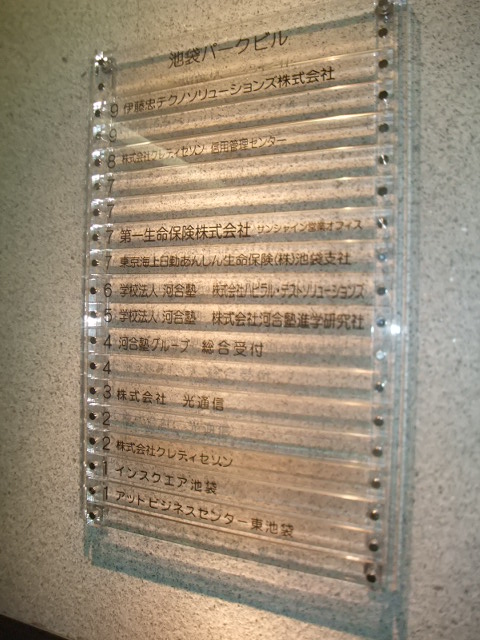 池袋パークビル
9 伊藤忠テクノソリューションズ株式会社
9
8 株式会社クレディセゾン 信用管理センター
7
7
7 第一生命保険株式会社 サンシャイン営業オフィス
7 東京海上日動あんしん生命保険(株)池袋支社
6 学校法人 河合塾 株式会社ハピラル・テストソリューションズ
5 学校法人 河合塾 株式会社河合塾進学研究社
4 河合塾グループ 総合受付
4
3 株式会社 光通信
2
2 株式会社クレディセゾン
1 インスクエア池袋
1 アットビジネスセンター東池袋